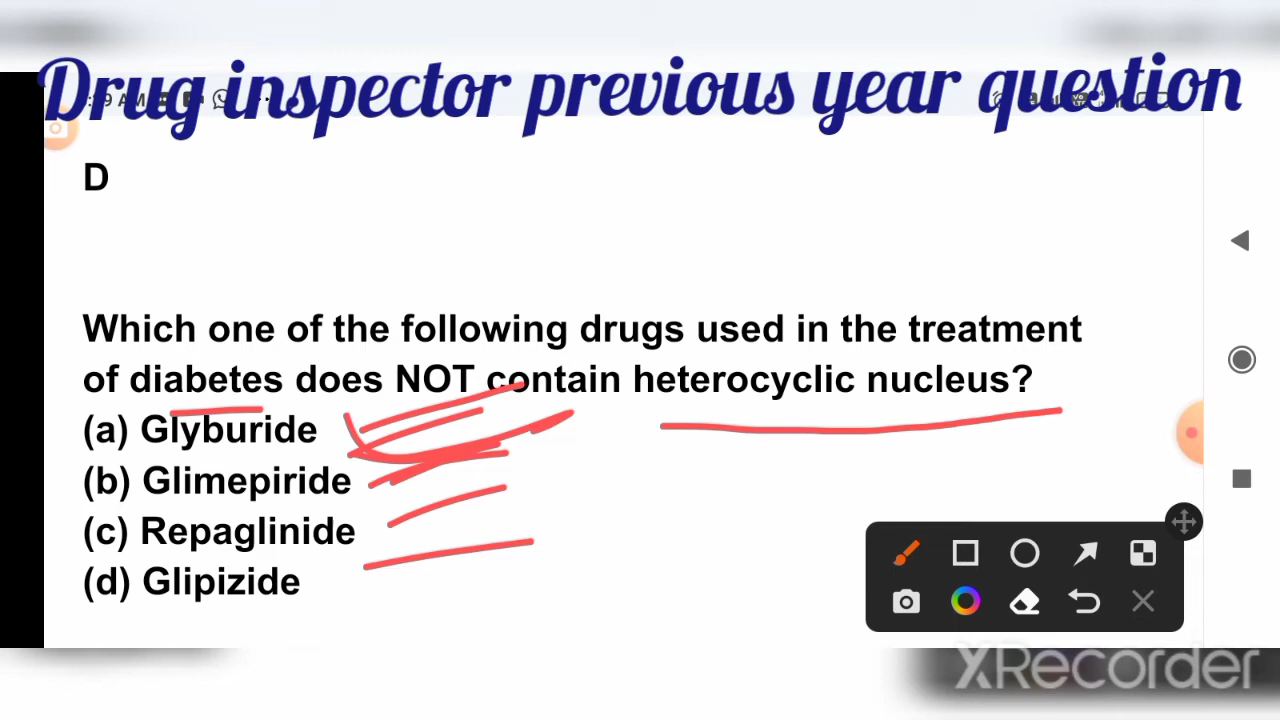 Drug inspector previous year question
D
Which one of the following drugs used in the treatment
of diabetes does NOT contain heterocyclic nucleus?
(a) Glyburide
(b) Glimepiride
(c) Repaglinide
(d) Glipizide
XRecorder